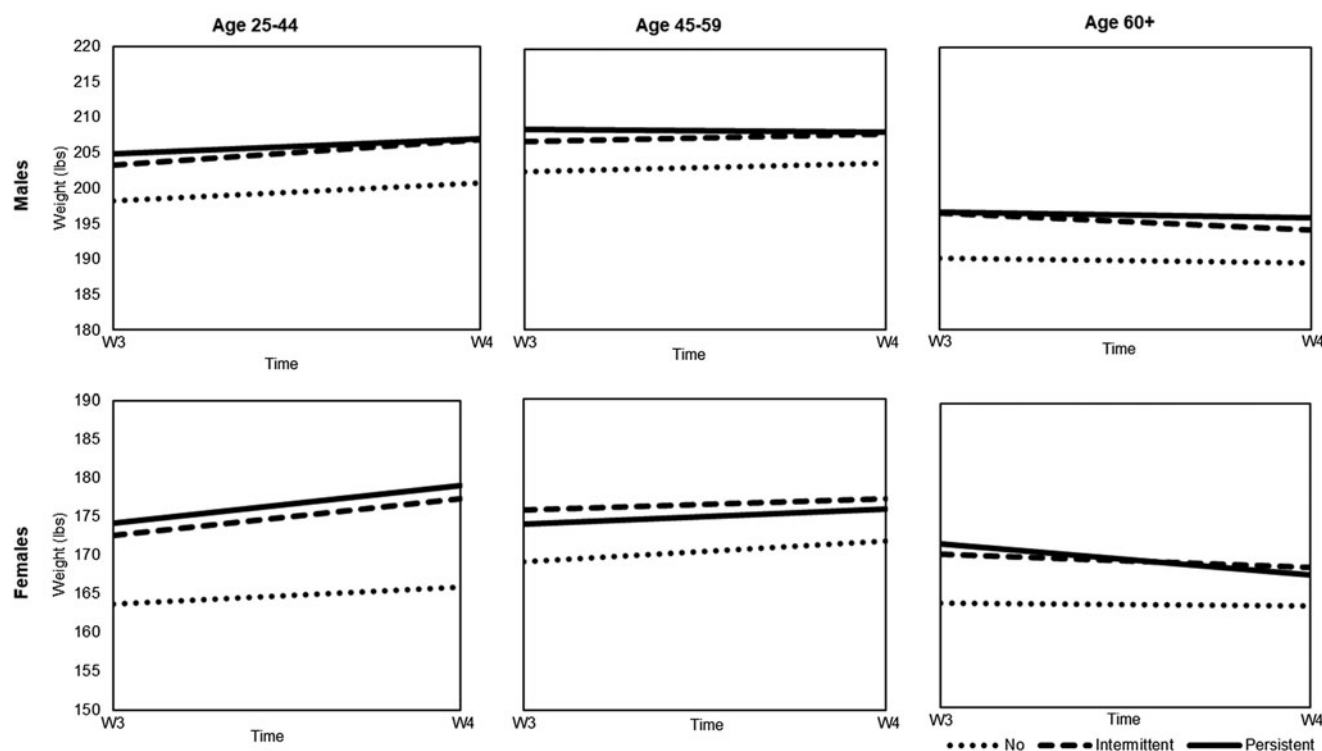 Age 25-44
Age 45-59
Age 60+
Males
Weight (lbs)
220
215
210
205
200
195
190
185
180
W3
W4
Time
W3
W4
Time
W3
W4
Time
Females
Weight (lbs)
190
185
180
175
170
165
160
155
150
W3
W4
Time
W3
W4
Time
W3
W4
Time
No Intermittent Persistent